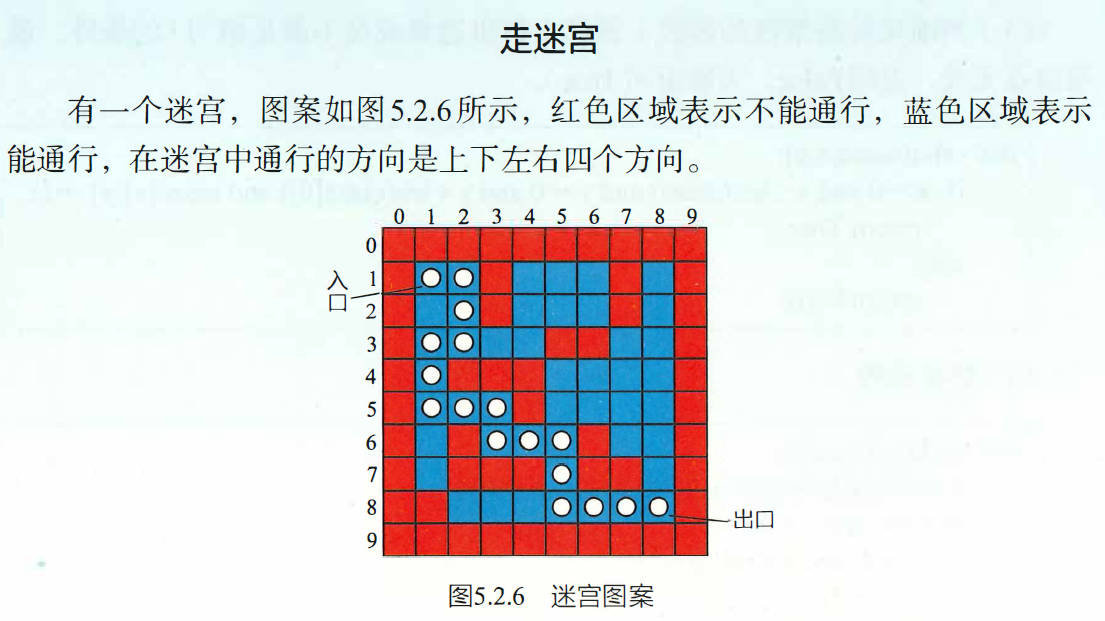 走迷宫
有一个迷宫，图案如图5.2.6所示，红色区域表示不能通行，蓝色区域表示
能通行，在迷宫中通行的方向是上下左右四个方向。
0 1 2 3 4 5 6 7 8 9
0
入
口
1
2
3
4
5
6
7
8
出口
9
图5.2.6 迷宫图案